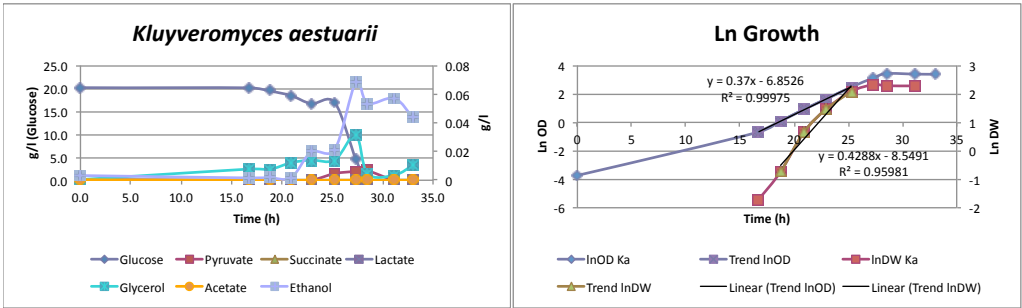 Kluyveromyces aestuarii
25.0
20.0
15.0
10.0
5.0
0.0
g/l (Glucose)
0.08
0.06
0.04
0.02
0
g/l
0.0 5.0 10.0 15.0 20.0 25.0 30.0 35.0
Time (h)
Glucose Pyruvate Succinate Lactate
Glycerol Acetate Ethanol
Ln Growth
4
2
0
-2
-4
-6
Ln OD
3
2
1
0
-1
-2
Ln DW
y = 0.37x - 6.8526
R² = 0.99975
y = 0.4288x - 8.5491
R² = 0.95981
0 5 10 15 20 25 30 35
Time (h)
lnOD Ka Trend lnOD lnDW Ka
Trend lnDW Linear (Trend lnOD) Linear (Trend lnDW)